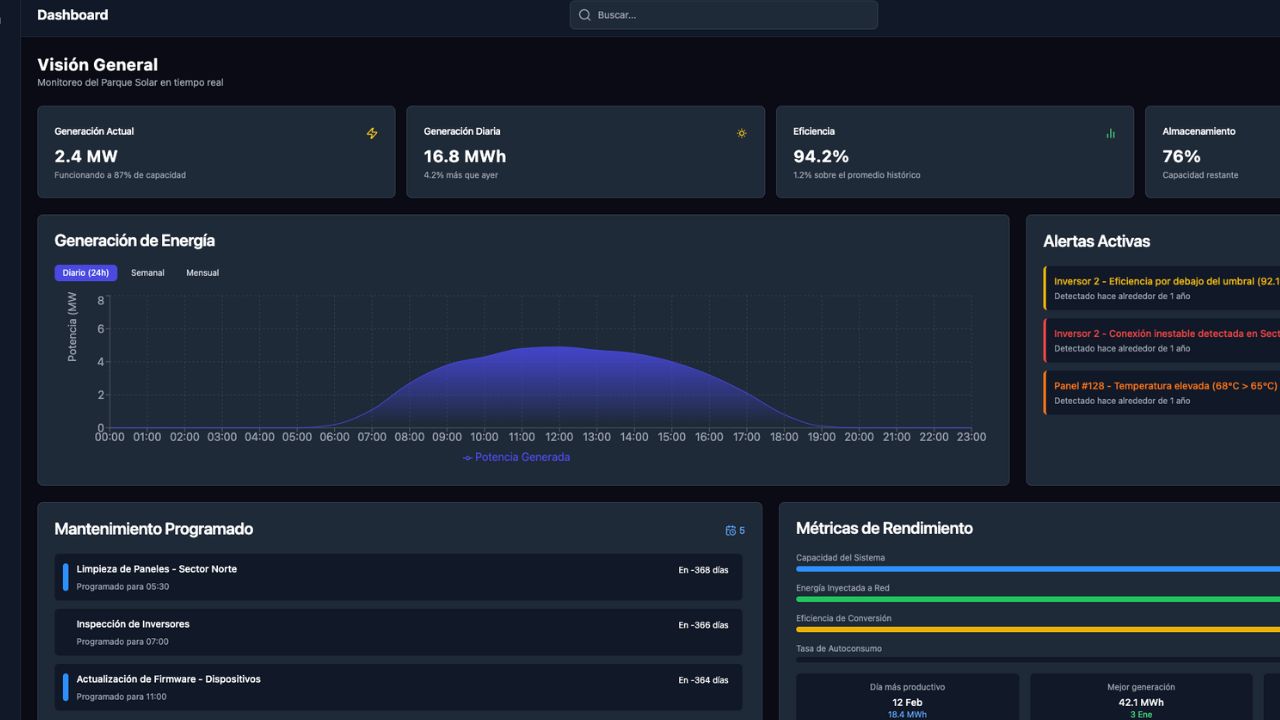 Dashboard
Buscar...
Visión General
Monitoreo del Parque Solar en tiempo real
Generación Actual
2.4 MW
Funcionando a 87% de capacidad
Generación Diaria
16.8 MWh
4.2% más que ayer
Eficiencia
94.2%
1.2% sobre el promedio histórico
Almacenamiento
76%
Capacidad restante
Generación de Energía
Diario (24h) Semanal Mensual
Potencia (MW
8
6
4
2
0
00:00 01:00 02:00 03:00 04:00 05:00 06:00 07:00 08:00 09:00 10:00 11:00 12:00 13:00 14:00 15:00 16:00 17:00 18:00 19:00 20:00 21:00 22:00 23:00
Potencia Generada
Alertas Activas
Inversor 2 - Eficiencia por debajo del umbral (92.1
Detectado hace alrededor de 1 año
Inversor 2 - Conexión inestable detectada en Sect
Detectado hace alrededor de 1 año
Panel #128 - Temperatura elevada (68°C > 65°C)
Detectado hace alrededor de 1 año
Mantenimiento Programado
5
Limpieza de Paneles - Sector Norte
En -368 días
Programado para 05:30
Inspección de Inversores
En -366 días
Programado para 07:00
Actualización de Firmware - Dispositivos
En -364 días
Programado para 11:00
Métricas de Rendimiento
Capacidad del Sistema
Energía Inyectada a Red
Eficiencia de Conversión
Tasa de Autoconsumo
Día más productivo
12 Feb
18.4 MWh
Mejor generación
42.1 MWh
3 Ene